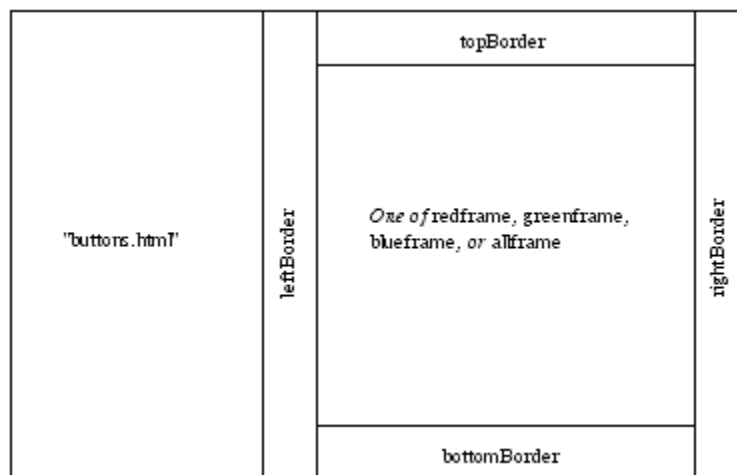 topBorder
"buttons.html"
leftBorder
One of redframe, greenframe,
blueframe, or allframe
rightBorder
bottomBorder